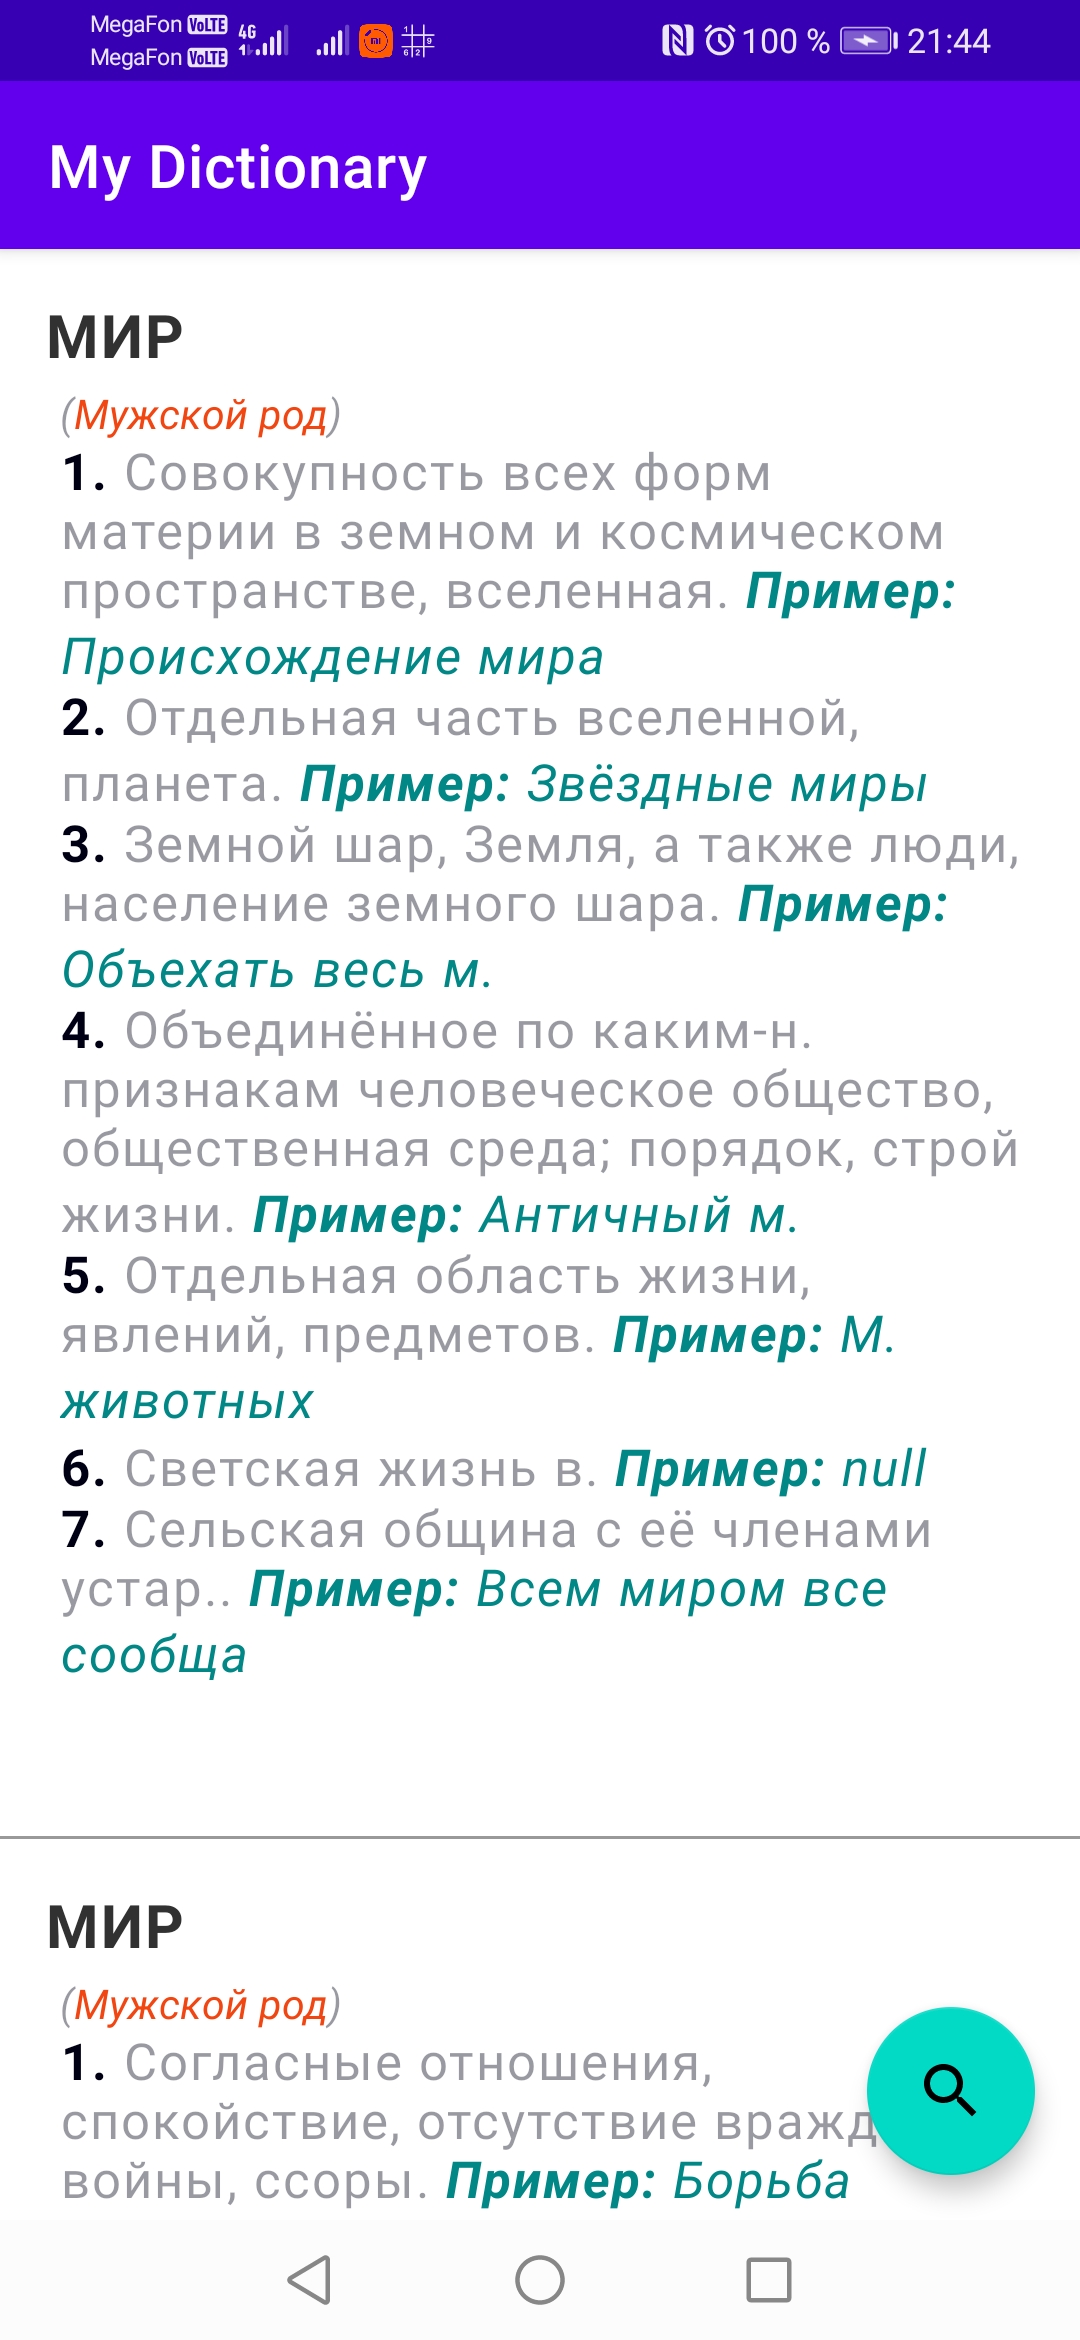 MegaFon VoLTE 4G
MegaFon VoLTE
100 % 21:44
My Dictionary
МИР
(Мужской род)
1. Совокупность всех форм
материи в земном и космическом
пространстве, вселенная. Пример:
Происхождение мира
2. Отдельная часть вселенной,
планета. Пример: Звёздные миры
3. Земной шар, Земля, а также люди,
население земного шара. Пример:
Объехать весь м.
4. Объединённое по каким-н.
признакам человеческое общество,
общественная среда; порядок, строй
жизни. Пример: Античный м.
5. Отдельная область жизни,
явлений, предметов. Пример: М.
животных
6. Светская жизнь в. Пример: null
7. Сельская община с её членами
устар.. Пример: Всем миром все
сообща
МИР
(Мужской род)
1. Согласные отношения,
спокойствие, отсутствие вражд
войны, ссоры. Пример: Борьба